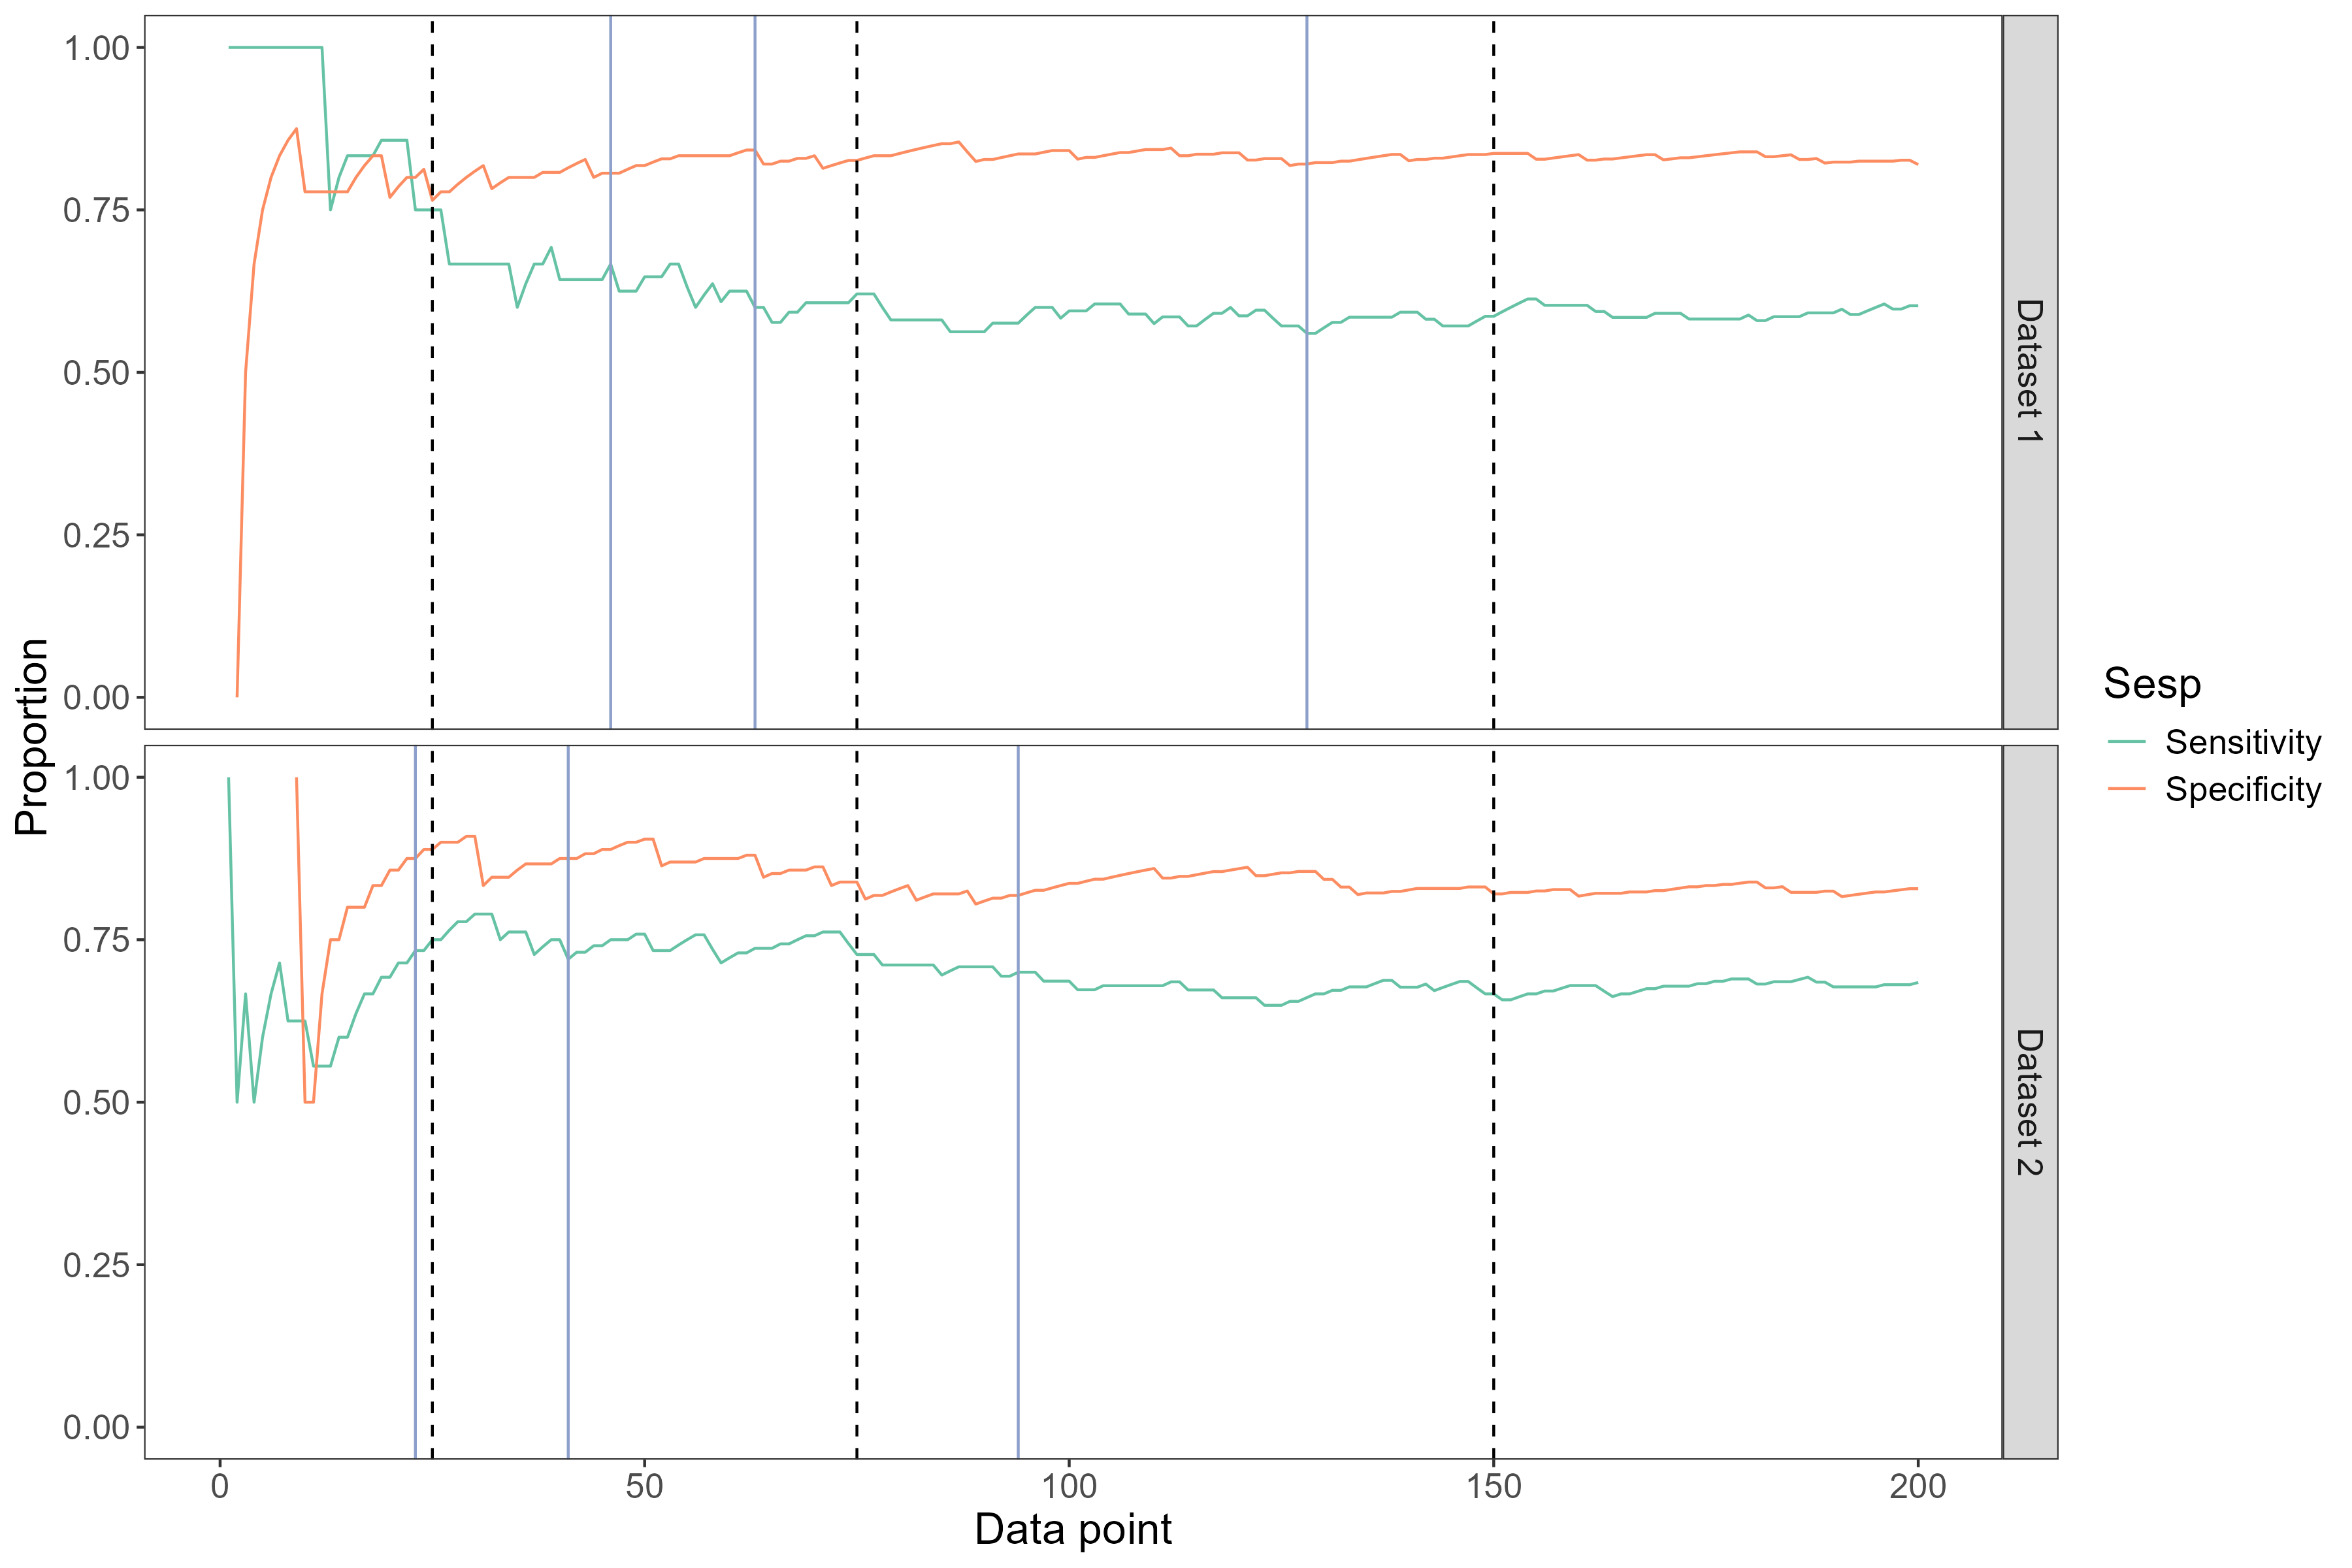 1.00
0.75
0.50
0.25
0.00
Dataset 1
Proportion
1.00
0.75
0.50
0.25
0.00
Dataset 2
0
50
100
150
200
Data point
Sesp
Sensitivity
Specificity